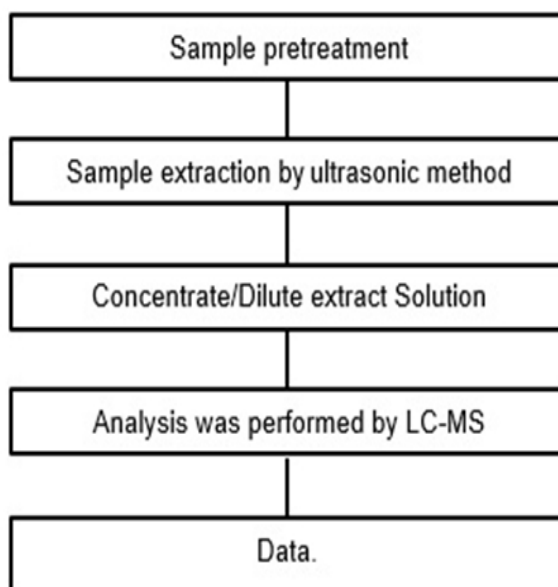 Sample pretreatment
Sample extraction by ultrasonic method
Concentrate/Dilute extract Solution
Analysis was performed by LC-MS
Data.